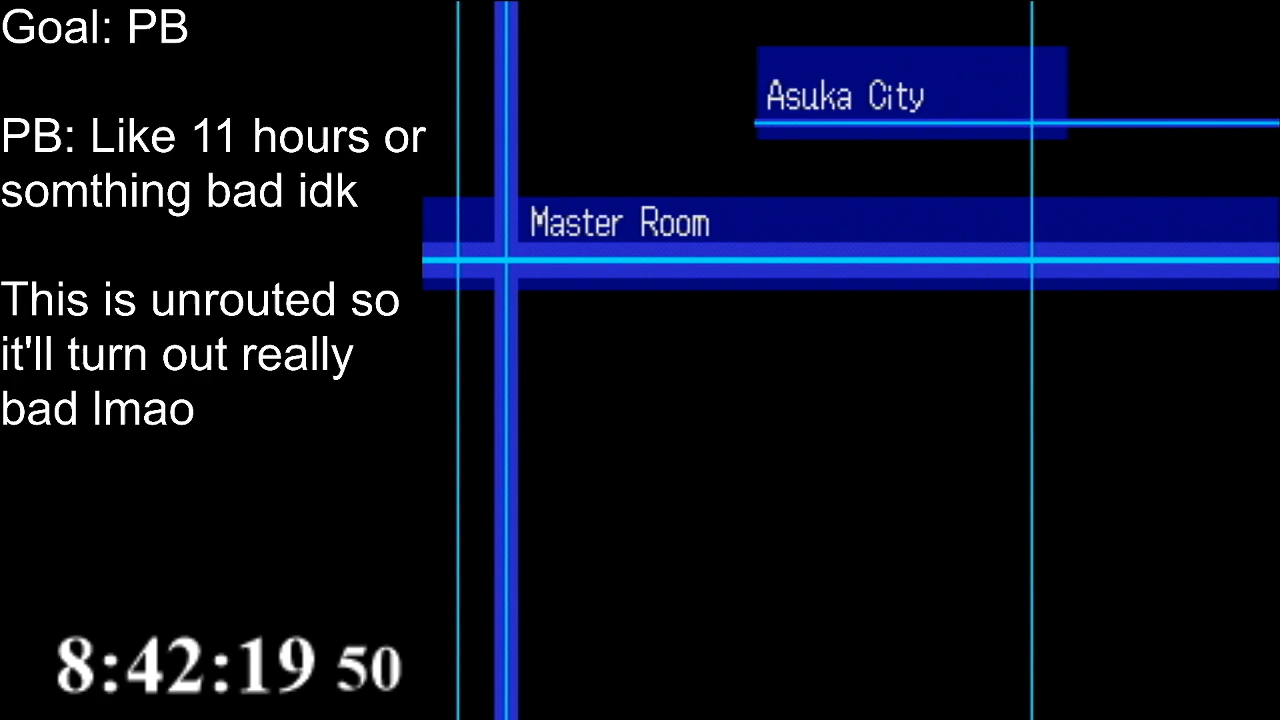 Goal: PB
PB: Like 11 hours or
somthing bad idk
This is unrouted so
it'll turn out really
bad lmao
8:42:19 50
Asuka City
Master Room